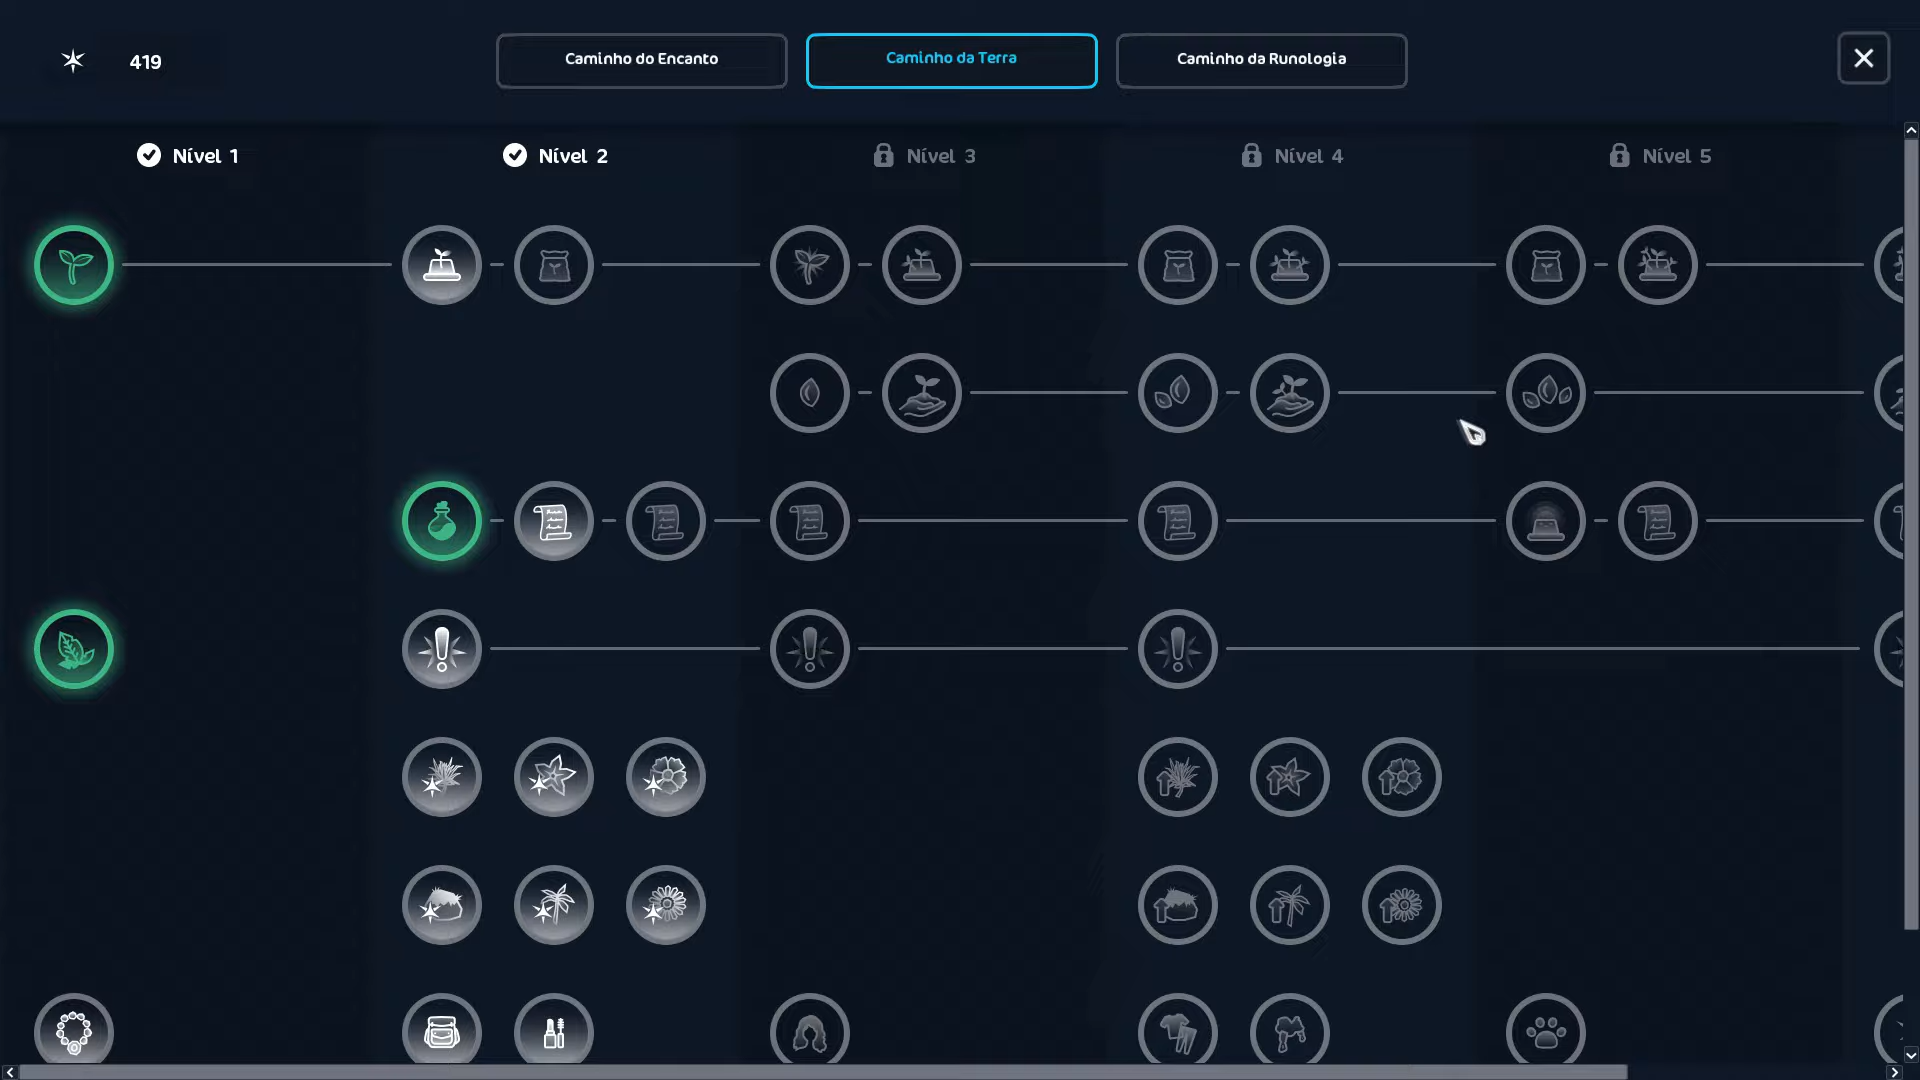 419
Caminho do Encanto
Caminho da Terra
Caminho da Runologia
Nível 1
Nível 2
Nível 3
Nível 4
Nível 5